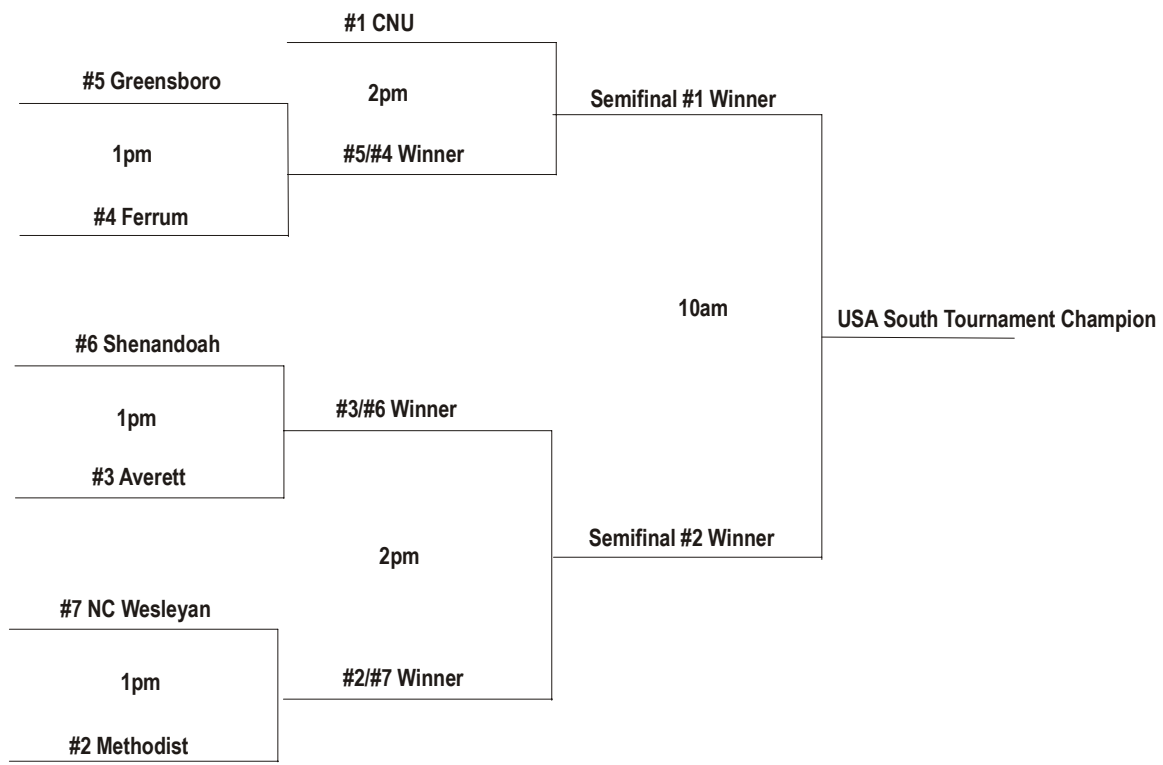 #1 CNU
#5 Greensboro
2pm
Semifinal #1 Winner
1pm
#5/#4 Winner
#4 Ferrum
10am
USA South Tournament Champion
#6 Shenandoah
#3/#6 Winner
1pm
#3 Averett
Semifinal #2 Winner
2pm
#7 NC Wesleyan
#2/#7 Winner
1pm
#2 Methodist